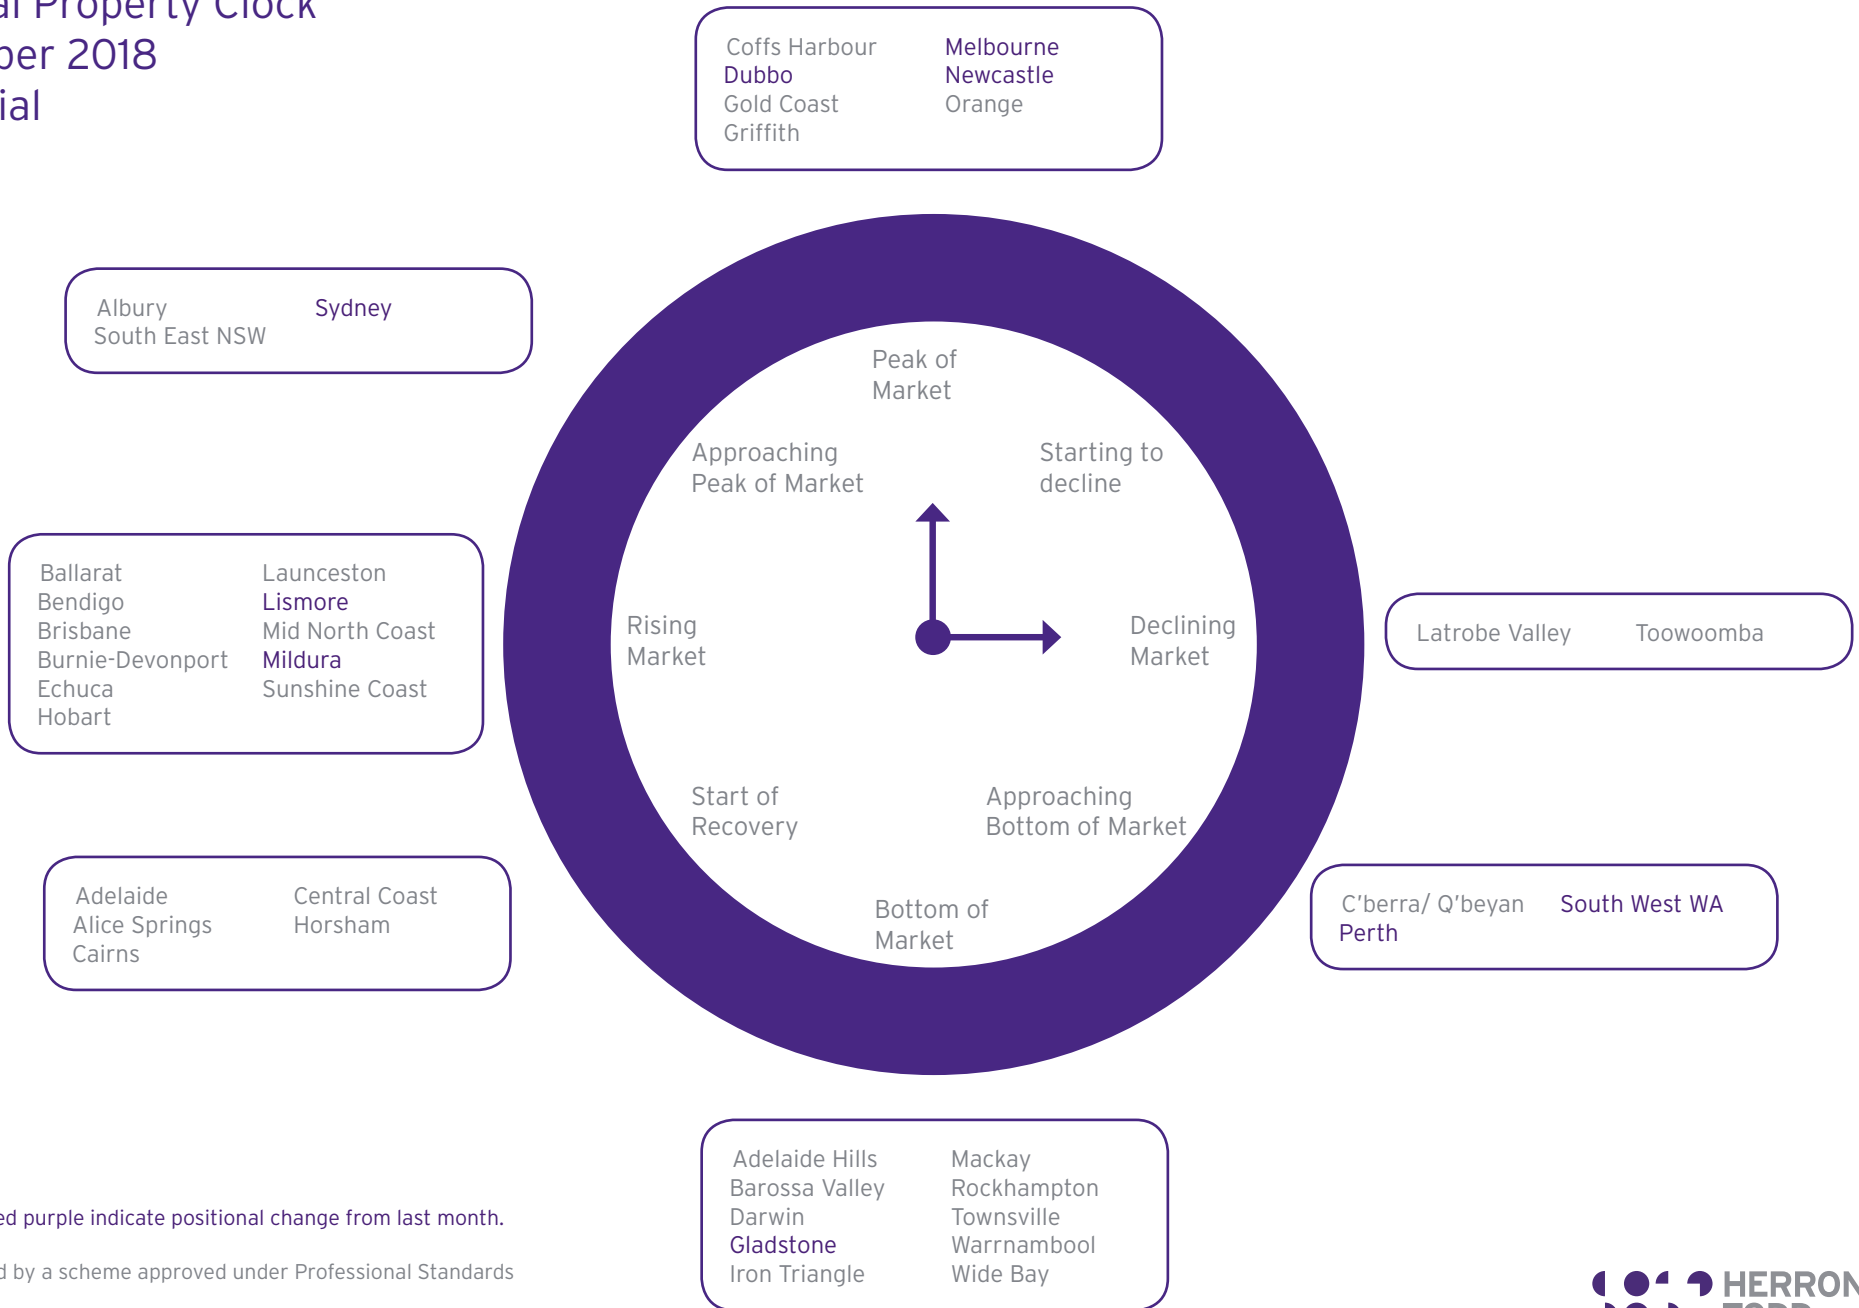 al Property Clock
ber 2018
ial
Coffs Harbour
Dubbo
Gold Coast
Griffith
Melbourne
Newcastle
Orange
Albury
South East NSW
Sydney
Peak of
Market
Approaching
Peak of Market
Starting to
decline
Ballarat
Bendigo
Brisbane
Burnie-Devonport
Echuca
Hobart
Launceston
Lismore
Mid North Coast
Mildura
Sunshine Coast
Rising
Market
Declining
Market
Latrobe Valley
Toowoomba
Start of
Recovery
Approaching
Bottom of Market
Adelaide
Alice Springs
Cairns
Central Coast
Horsham
Bottom of
Market
C'berra/ Q'beyan
Perth
South West WA
Adelaide Hills
Barossa Valley
Darwin
Gladstone
Iron Triangle
Mackay
Rockhampton
Townsville
Warrnambool
Wide Bay
ed purple indicate positional change from last month.
d by a scheme approved under Professional Standards
HERRON